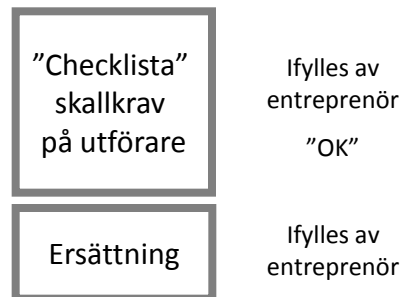 ”Checklista”
skallkrav
på utförare
Ifylles av
entreprenör
”OK”
Ersättning
Ifylles av
entreprenör